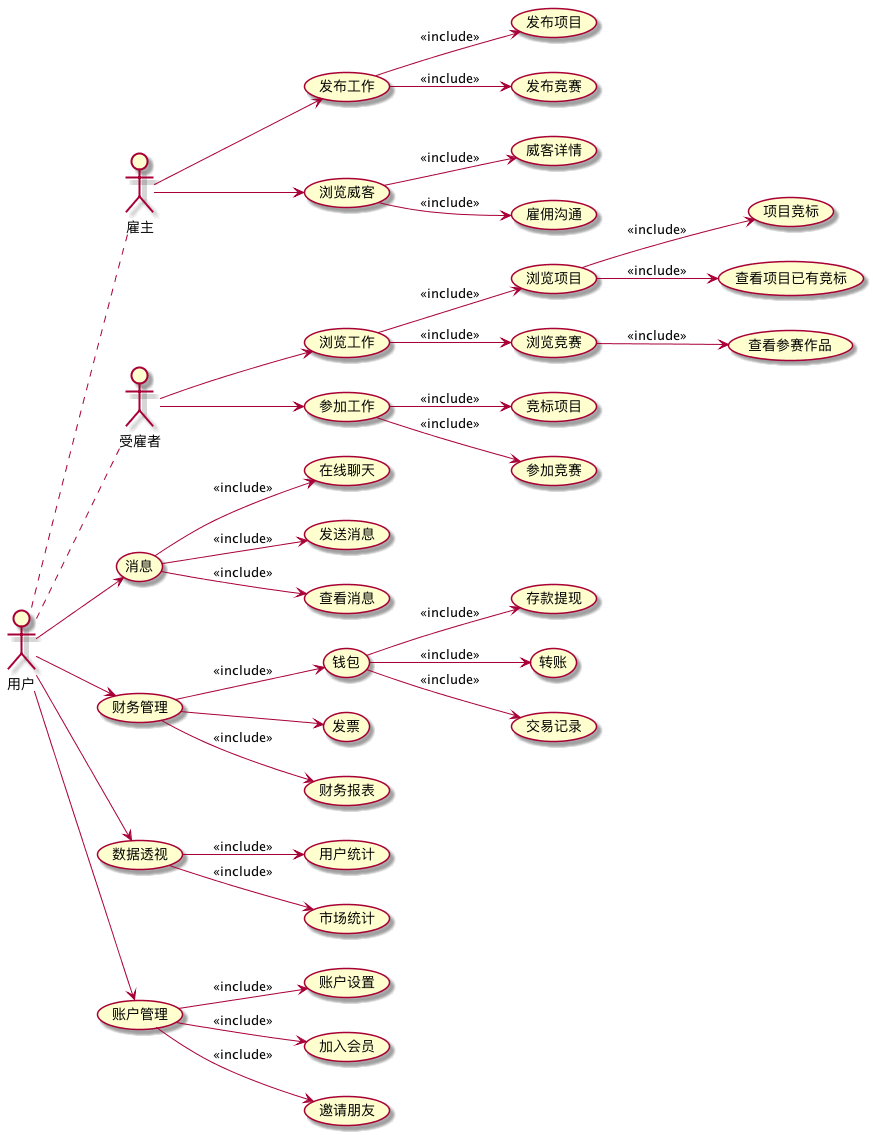 «include»
发布项目
发布工作
«include»
发布竞赛
雇主
«include»
威客详情
浏览威客
«include»
雇佣沟通
«include»
项目竞标
«include»
浏览项目
«include»
查看项目已有竞标
浏览工作
«include»
浏览竞赛
«include»
查看参赛作品
受雇者
参加工作
«include»
竞标项目
«include»
参加竞赛
«include»
在线聊天
消息
«include»
发送消息
«include»
查看消息
用户
«include»
存款提现
«include»
钱包
«include»
转账
«include»
交易记录
财务管理
发票
«include»
财务报表
数据透视
«include»
用户统计
«include»
市场统计
«include»
账户设置
账户管理
«include»
加入会员
«include»
邀请朋友